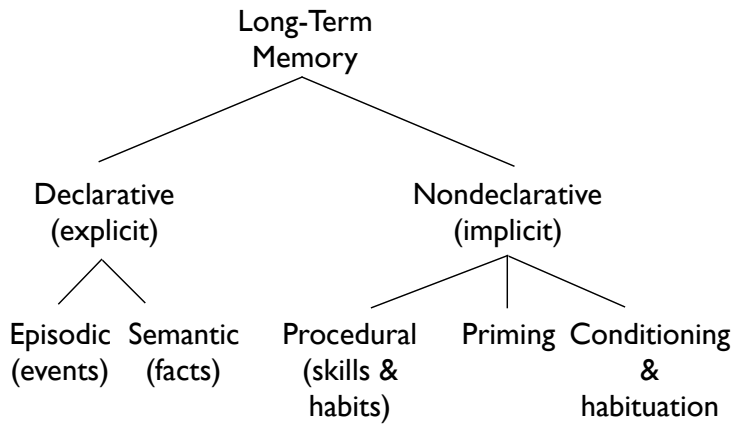 Long-Term
Memory
Declarative
(explicit)
Nondeclarative
(implicit)
Episodic
(events)
Semantic
(facts)
Procedural
(skills &
habits)
Priming
Conditioning
&
habituation